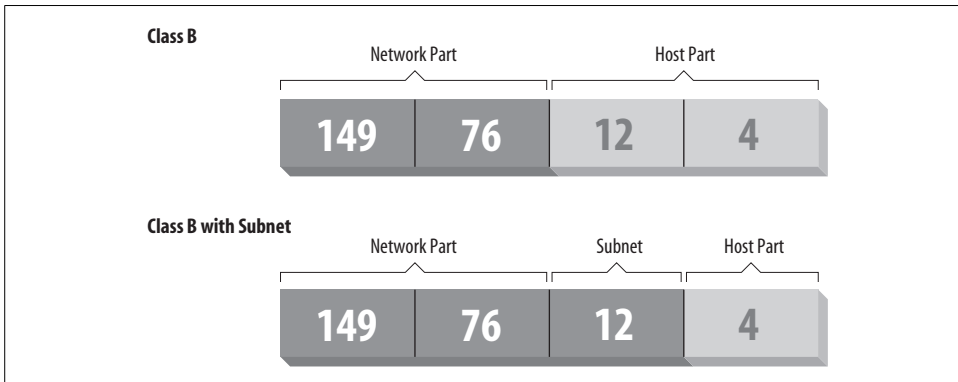 Class B
Network Part Host Part
149 76 12 4
Class B with Subnet
Network Part Subnet Host Part
149 76 12 4